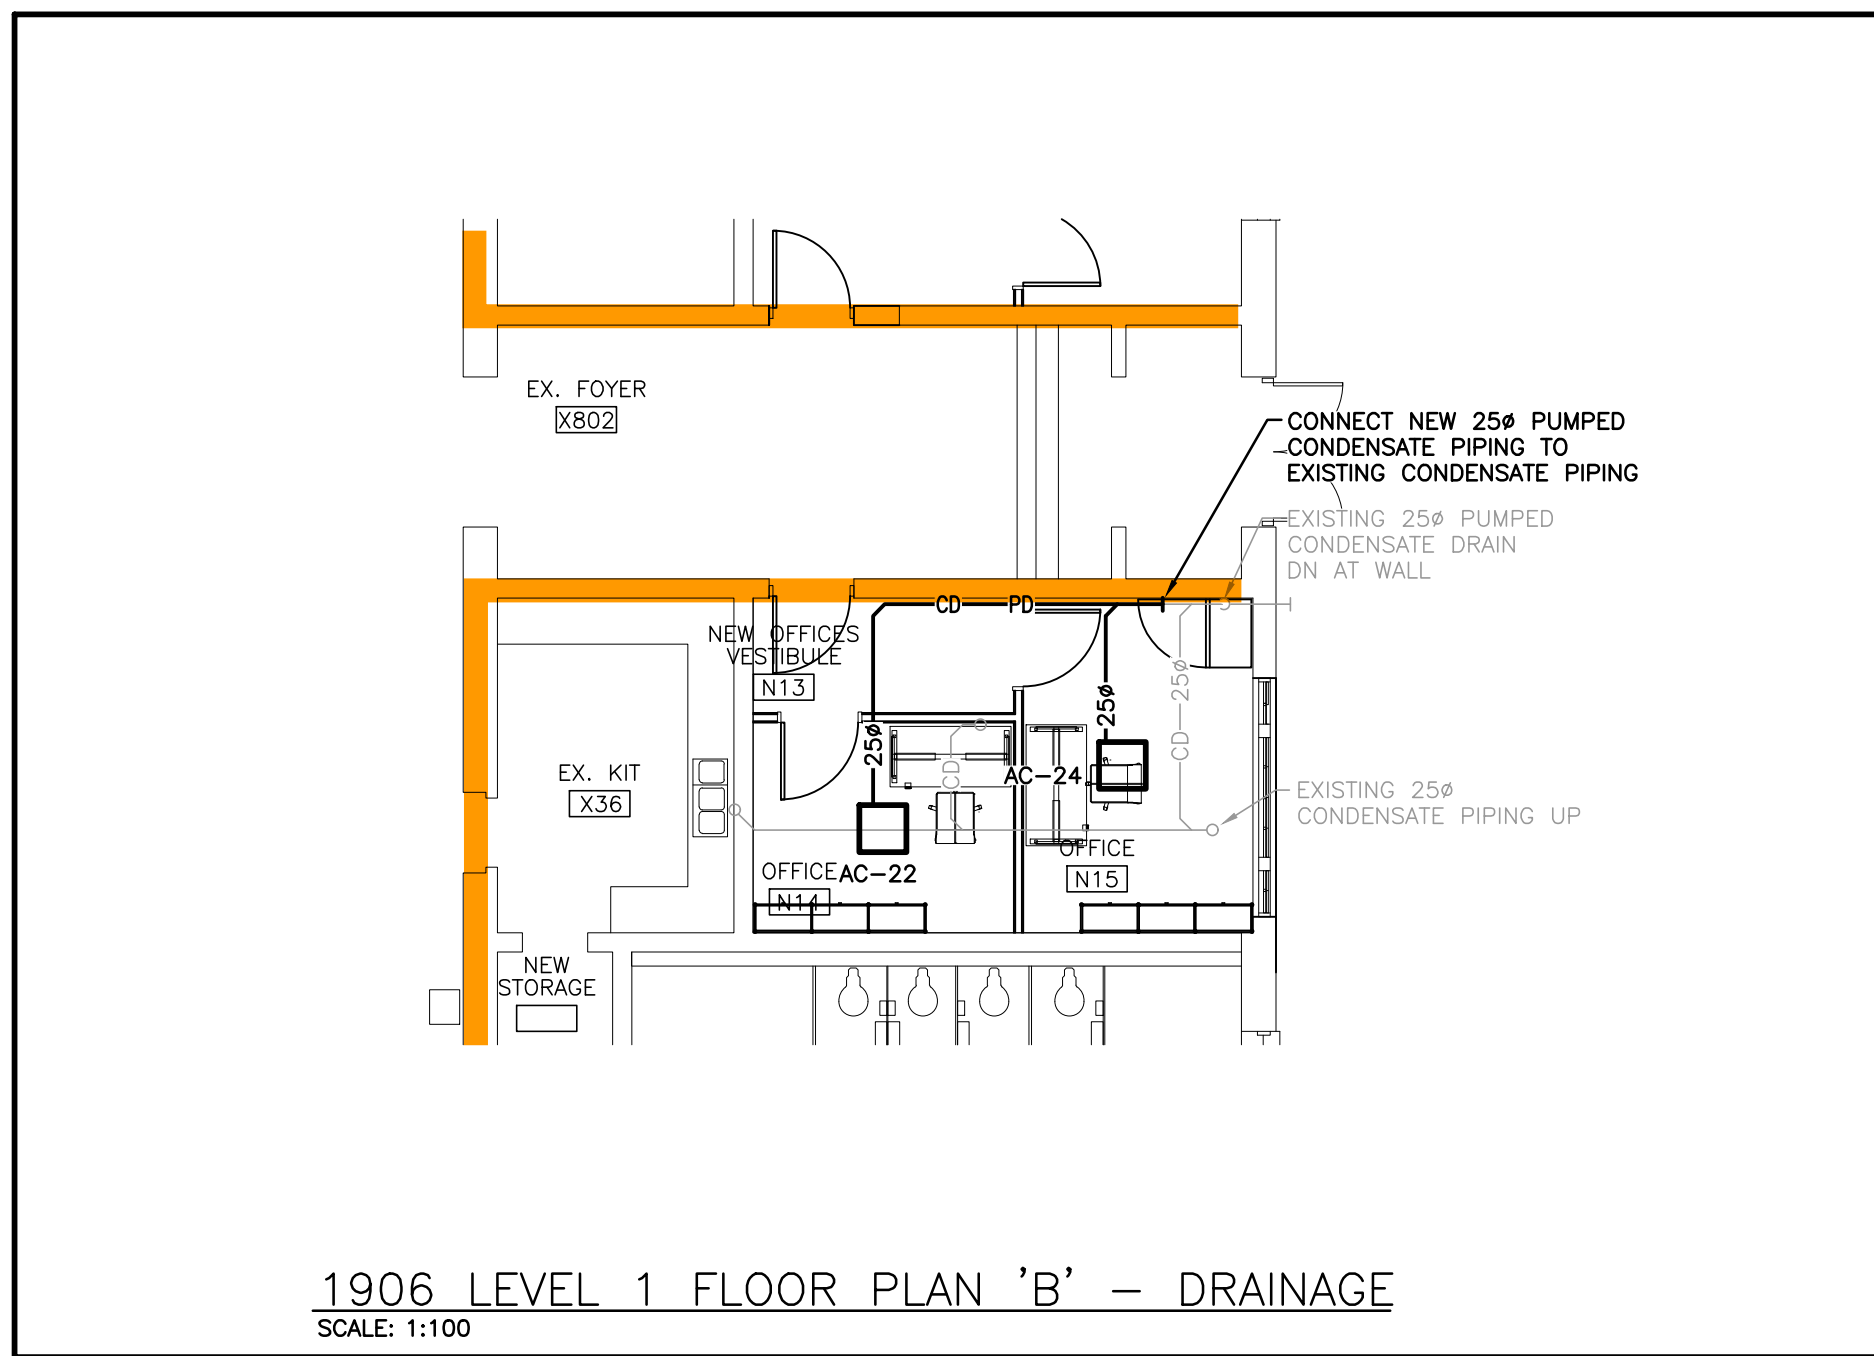 EX. FOYER
X802
CONNECT NEW 25ø PUMPED
CONDENSATE PIPING TO
EXISTING CONDENSATE PIPING
EXISTING 25ø PUMPED
CONDENSATE DRAIN
DN AT WALL
CD PD
NEW OFFICES
VESTIBULE
N13
25ø
25ø
CD
CD-25ø
AC-24
EX. KIT
X36
EXISTING 25ø
CONDENSATE PIPING UP
OFFICE
N15
OFFICE
AC-22
N14
NEW
STORAGE
1906 LEVEL 1 FLOOR PLAN 'B' - DRAINAGE
SCALE: 1:100